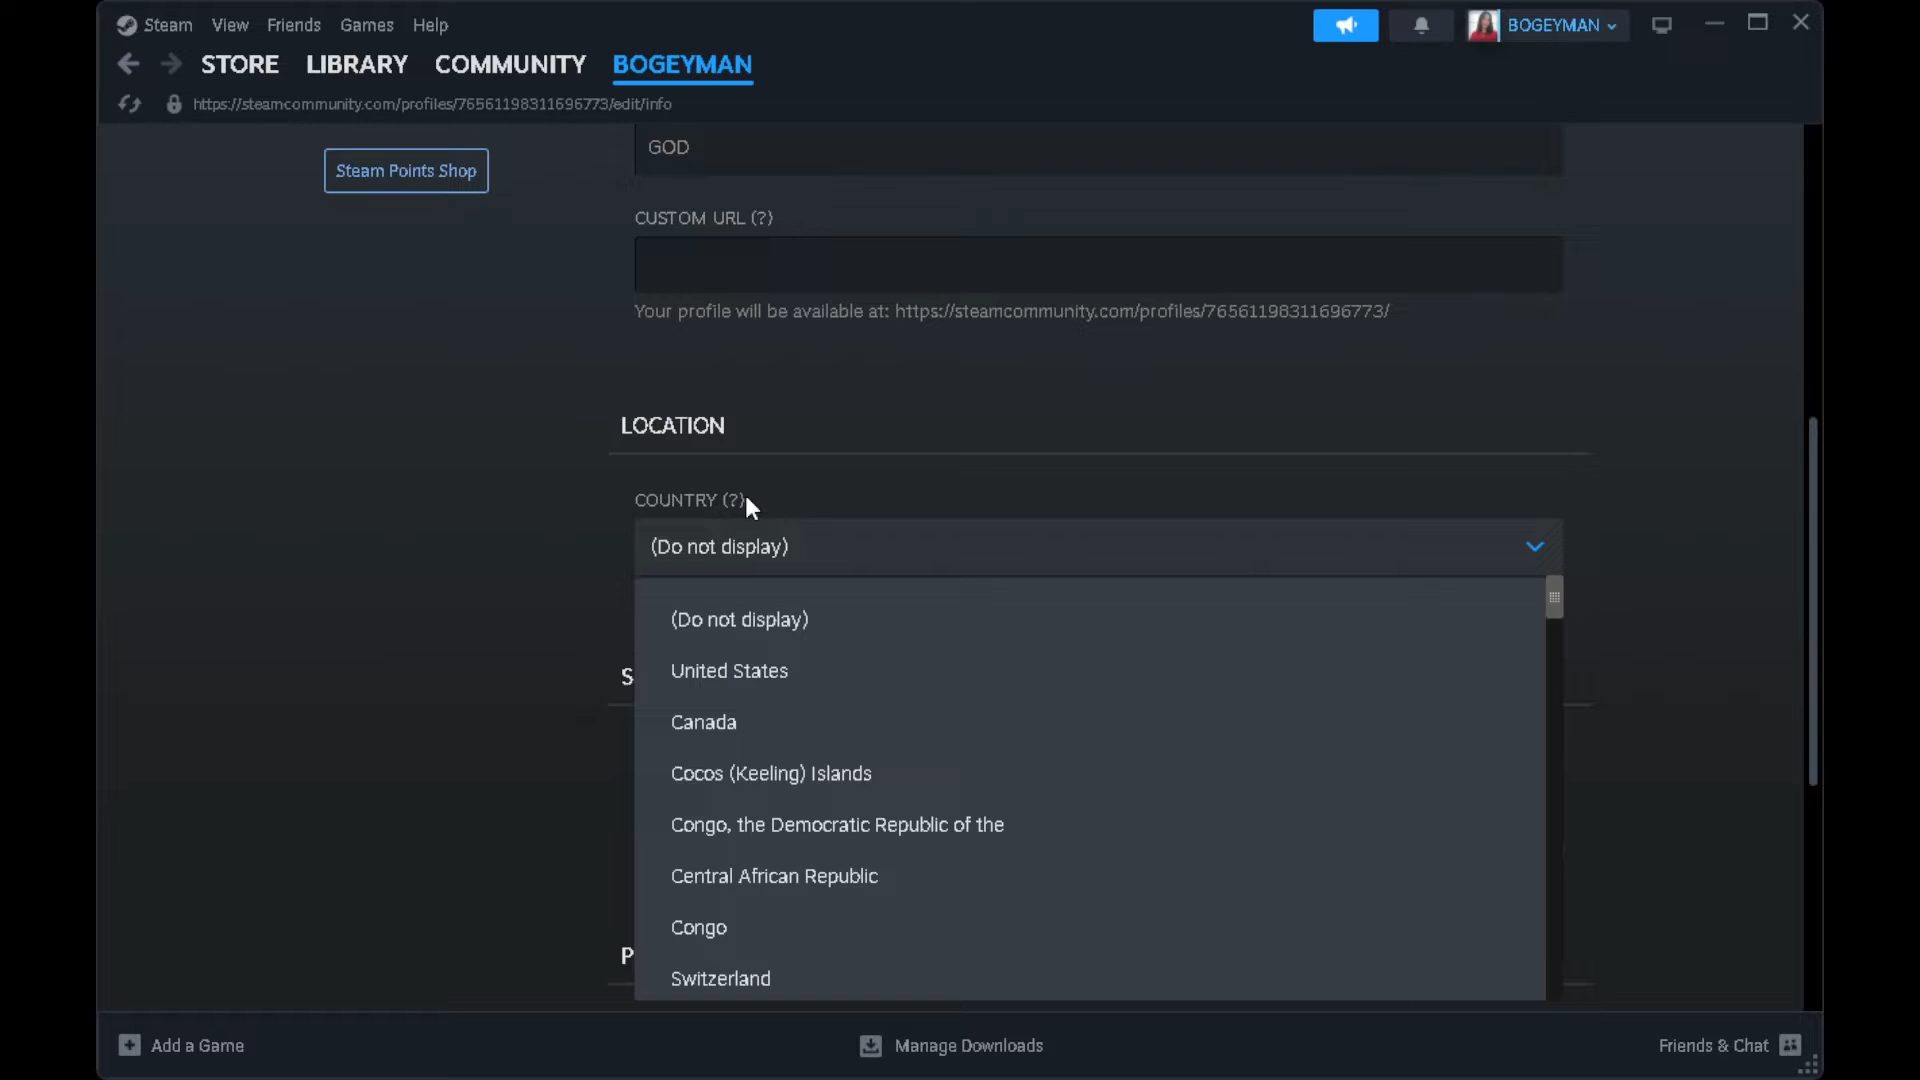 Steam View Friends Games Help
BOGEYMAN
STORE LIBRARY COMMUNITY BOGEYMAN
https://steamcommunity.com/profiles/76561198311696773/edit/info
Steam Points Shop
GOD
CUSTOM URL (?)
Your profile will be available at: https://steamcommunity.com/profiles/76561198311696773/
LOCATION
COUNTRY (?)
(Do not display)
(Do not display)
United States
S
Canada
Cocos (Keeling) Islands
Congo, the Democratic Republic of the
Central African Republic
Congo
P
Switzerland
Add a Game
Manage Downloads
Friends & Chat